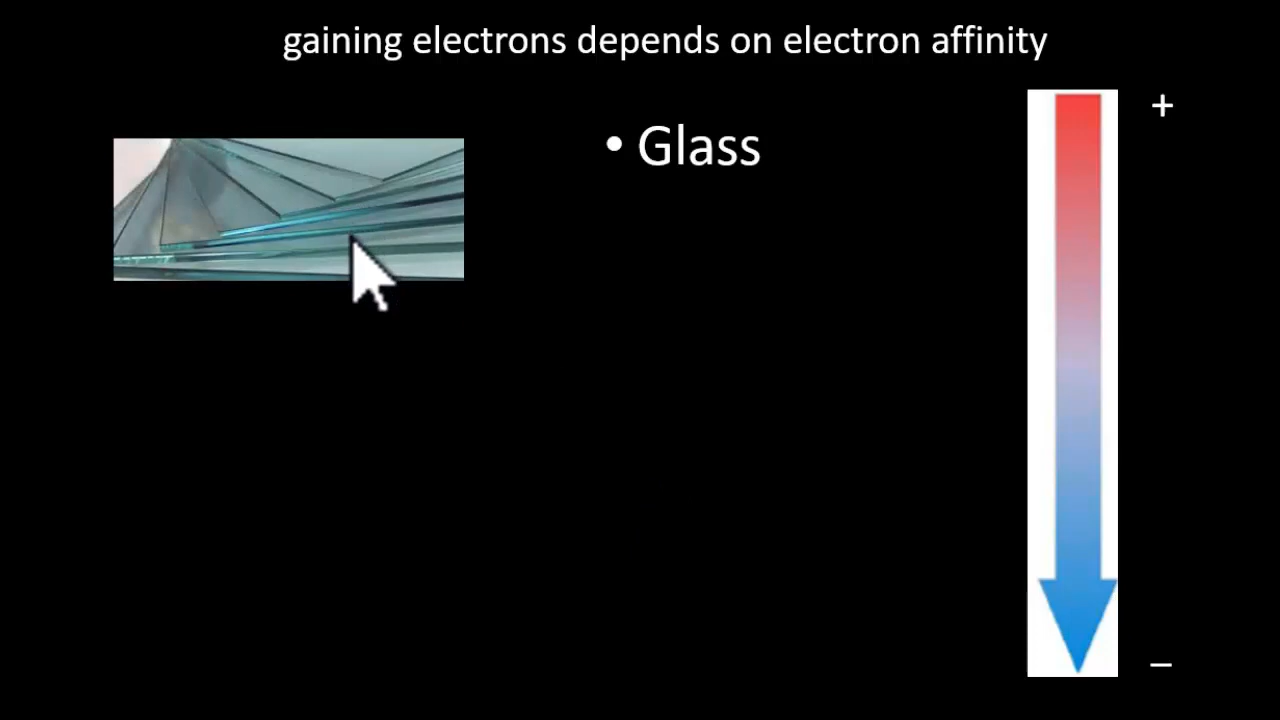 gaining electrons depends on electron affinity
+
• Glass
–